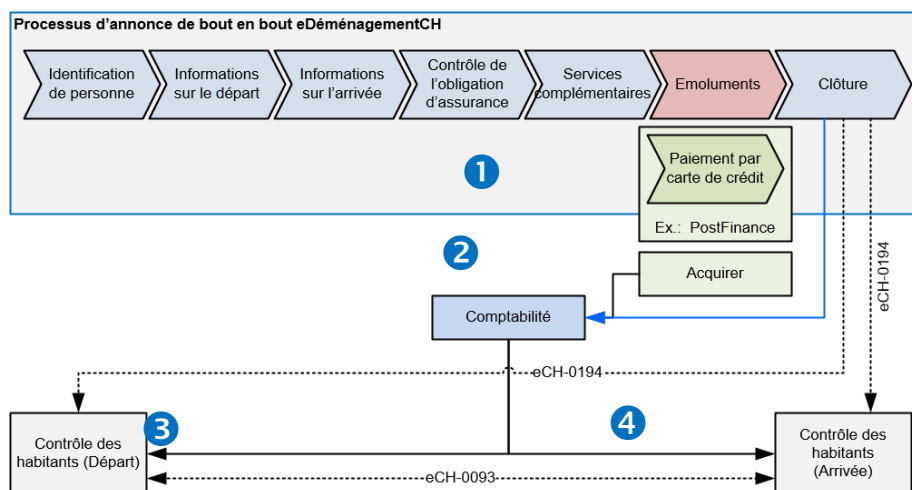 Processus d'annonce de bout en bout eDéménagementCH
Identification
de personne
Informations
sur le départ
Informations
sur l'arrivée
Contrôle de
l'obligation
d'assurance
Services
complémentaires
Emoluments
Clôture
Paiement par
carte de crédit
Ex.: PostFinance
1
2
Acquirer
eCH-0194
Comptabilité
eCH-0194
3
4
Contrôle des
habitants (Départ)
Contrôle des
habitants
(Arrivée)
eCH-0093